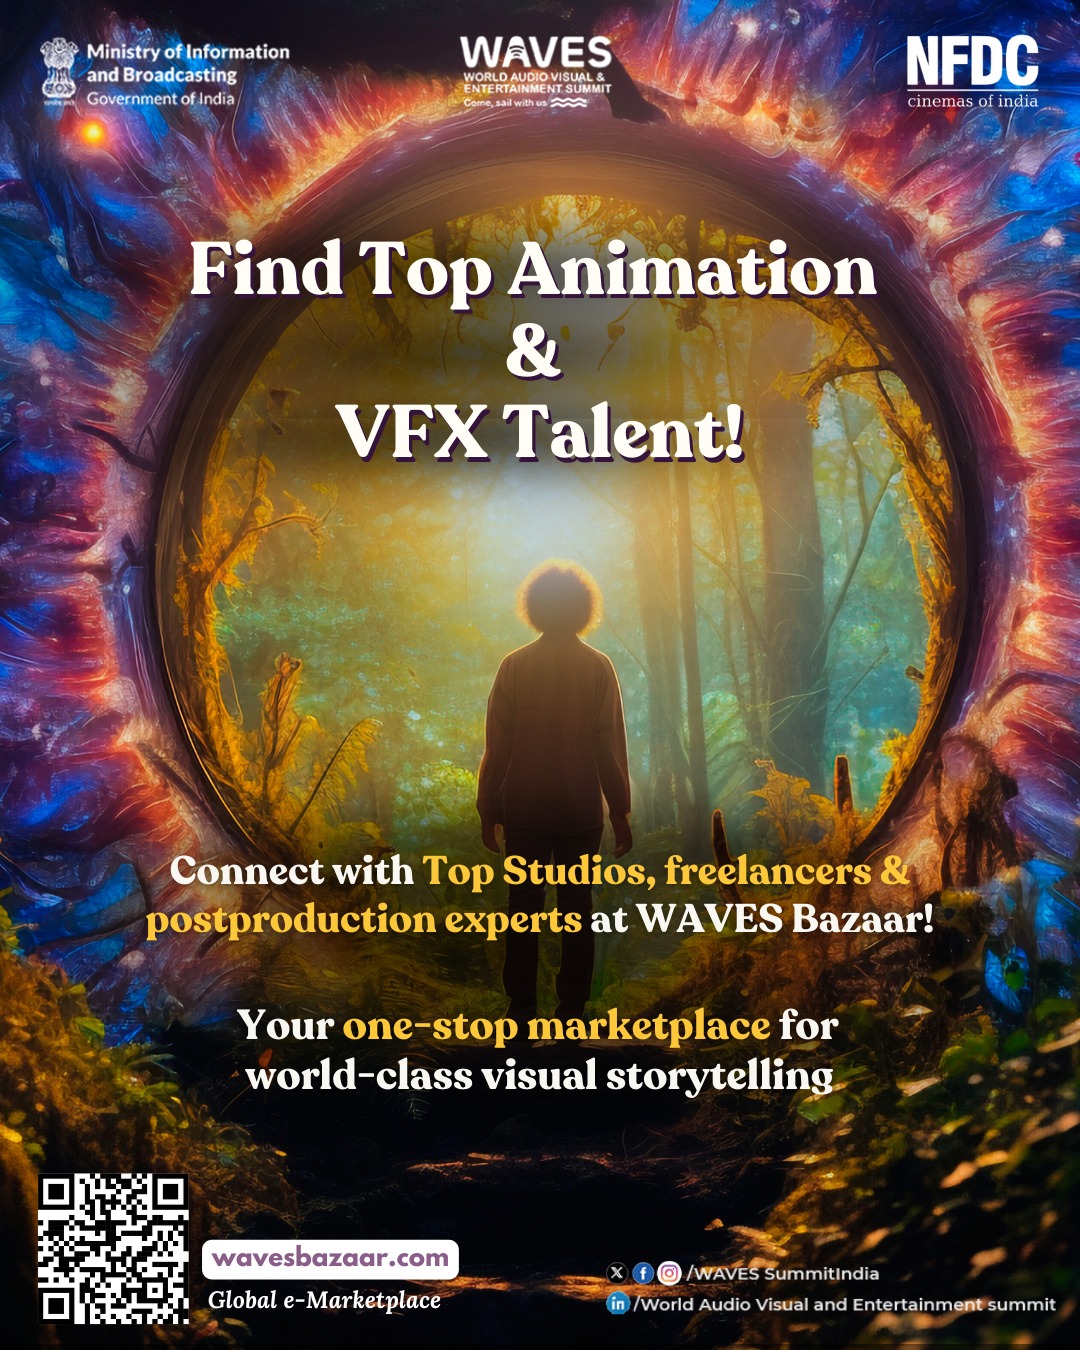 Ministry of Information
and Broadcasting
Government of India
WAVES
WORLD AUDIO VISUAL &
ENTERTAINMENT SUMMIT
Come, sail with us
NFDC
cinemas of india
Find Top Animation
&
VFX Talent!
Connect with Top Studios, freelancers &
postproduction experts at WAVES Bazaar!
Your one-stop marketplace for
world-class visual storytelling
wavesbazaar.com
Global e-Marketplace
/WAVES SummitIndia
/World Audio Visual and Entertainment summit